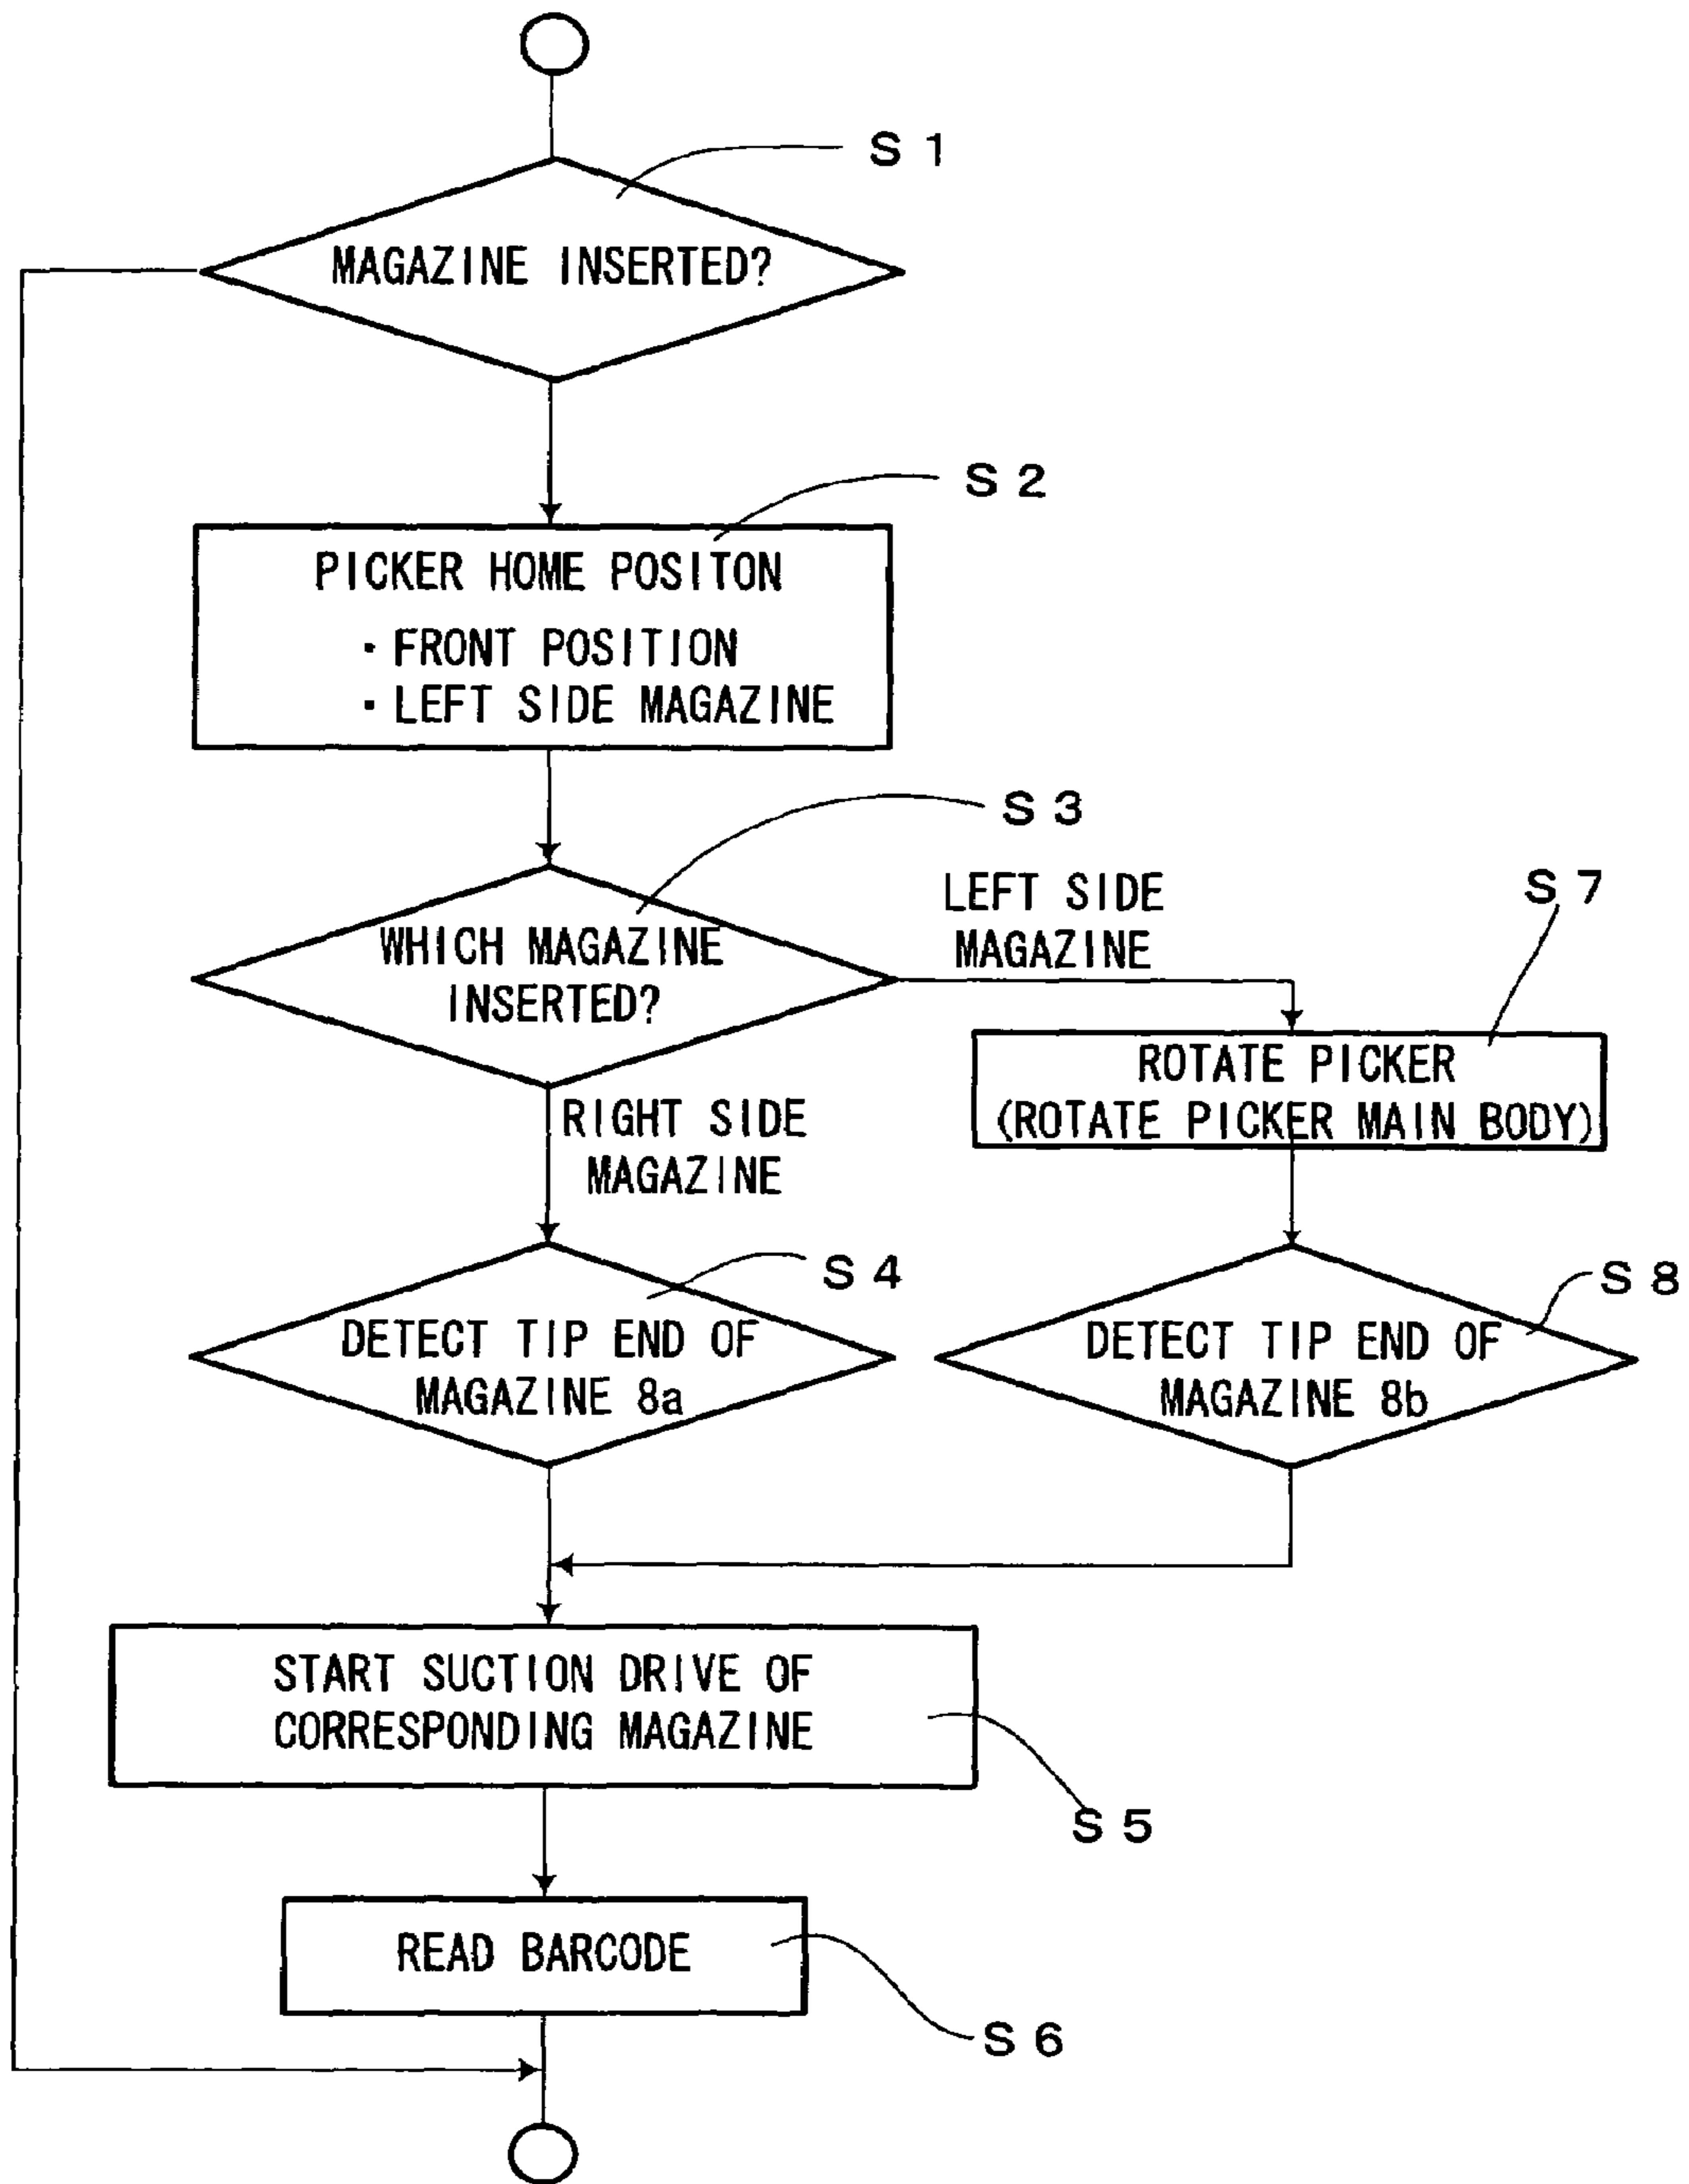 S 1
MAGAZINE INSERTED?
S 2
PICKER HOME POSITON
・FRONT POSITION
・LEFT SIDE MAGAZINE
S 3
WHICH MAGAZINE
INSERTED?
LEFT SIDE
MAGAZINE
S 7
ROTATE PICKER
(ROTATE PICKER MAIN BODY)
RIGHT SIDE
MAGAZINE
S 4
DETECT TIP END OF
MAGAZINE 8a
S 8
DETECT TIP END OF
MAGAZINE 8b
START SUCTION DRIVE OF
CORRESPONDING MAGAZINE
S 5
READ BARCODE
S 6